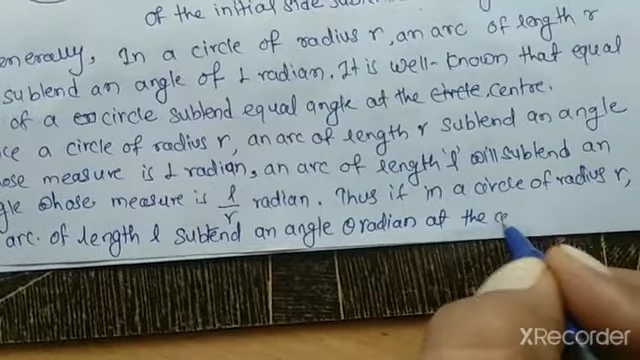 of the initial side
enerally, In a circle of radius r, an arc of length r
sublend an angle of 1 radian. It is well-known that equal
of a circle sublend equal angle at the centre.
ce a circle of radius r, an arc of length r sublend an angle
hose measure is 1 radian, an arc of length 'l' will sublend an
gle whose measure is l/r radian. Thus if in a circle of radius r,
arc. of length l subtend an angle θ radian at the
XRecorder